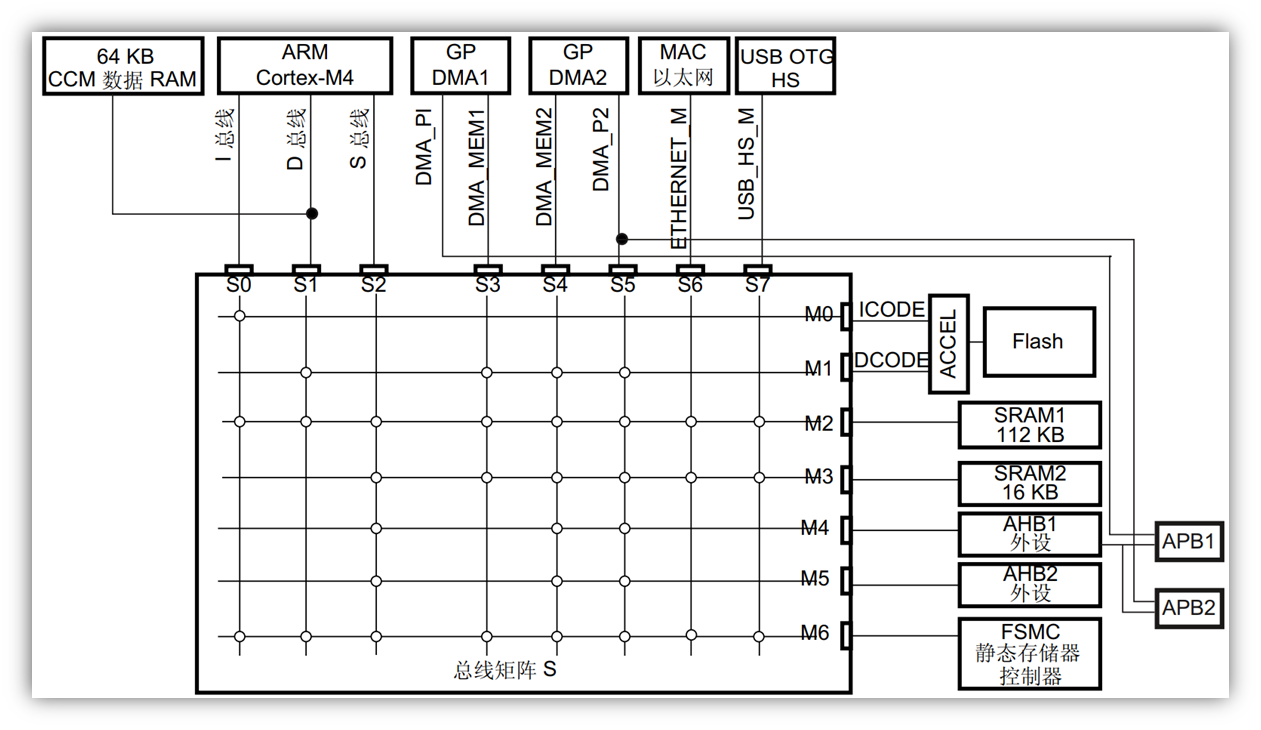 64 KB
CCM 数据 RAM
ARM
Cortex-M4
GP
DMA1
GP
DMA2
MAC
以太网
USB OTG
HS
I 总线
D 总线
S 总线
DMA_PI
DMA_MEM1
DMA_MEM2
DMA_P2
ETHERNET_M
USB_HS_M
S0
S1
S2
S3
S4
S5
S6
S7
M0
ICODE
M1
DCODE
ACCEL
Flash
M2
SRAM1
112 KB
M3
SRAM2
16 KB
M4
AHB1
外设
APB1
M5
AHB2
外设
APB2
M6
FSMC
静态存储器
控制器
总线矩阵 S